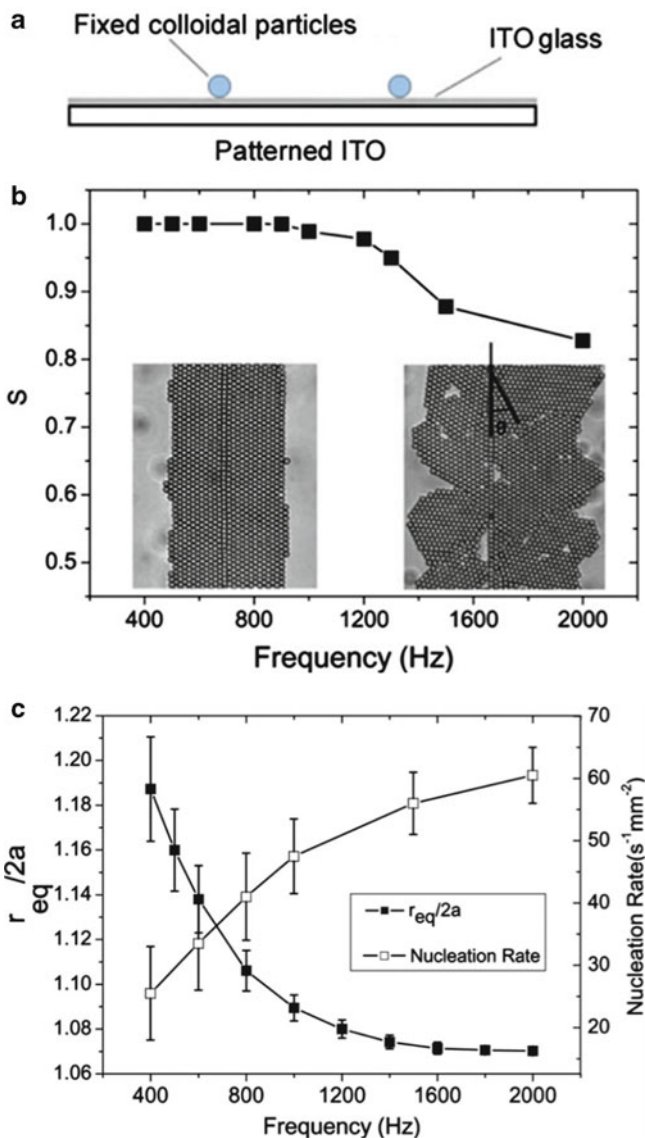 a
Fixed colloidal particles
ITO glass
Patterned ITO
b
1.0
0.9
0.8
0.7
0.6
0.5
S
θ
400 800 1200 1600 2000
Frequency (Hz)
c
1.22
1.20
1.18
1.16
1.14
1.12
1.10
1.08
1.06
r_eq/2a
70
60
50
40
30
20
Nucleation Rate(s⁻¹mm⁻²)
r_eq/2a
Nucleation Rate
400 800 1200 1600 2000
Frequency (Hz)